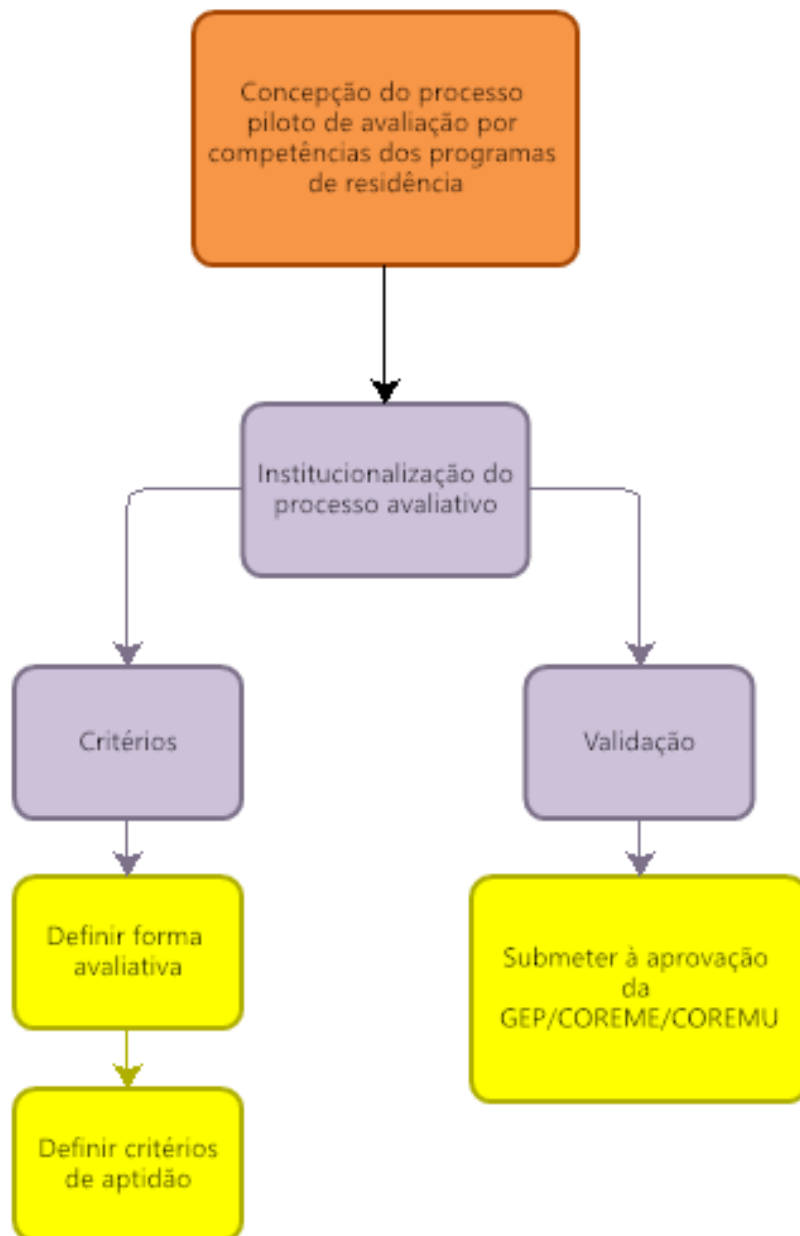 Concepção do processo
piloto de avaliação por
competências dos programas
de residência
Institucionalização do
processo avaliativo
Critérios
Validação
Definir forma
avaliativa
Submeter à aprovação
da
GEP/COREME/COREMU
Definir critérios
de aptidão